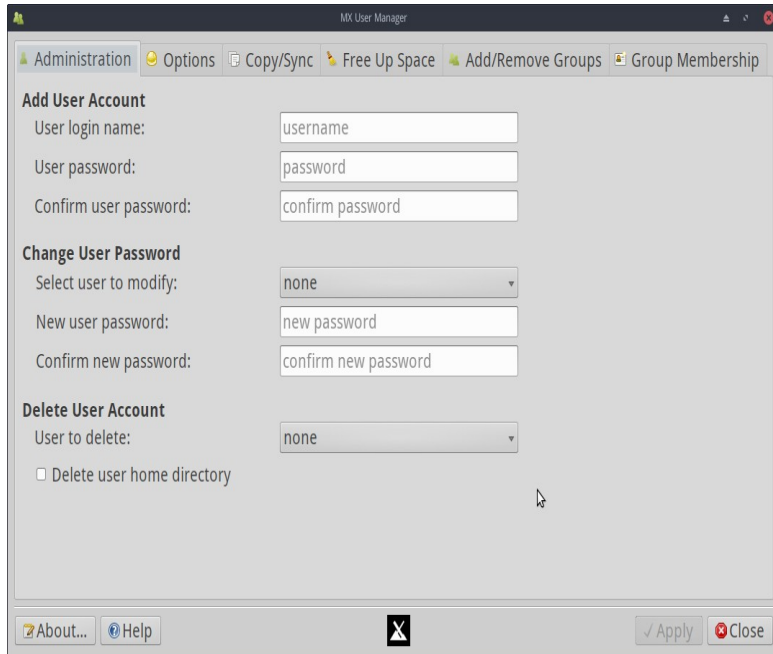 MX User Manager
Administration Options Copy/Sync Free Up Space Add/Remove Groups Group Membership
Add User Account
User login name: username
User password: password
Confirm user password: confirm password
Change User Password
Select user to modify: none
New user password: new password
Confirm new password: confirm new password
Delete User Account
User to delete: none
Delete user home directory
About... Help Apply Close